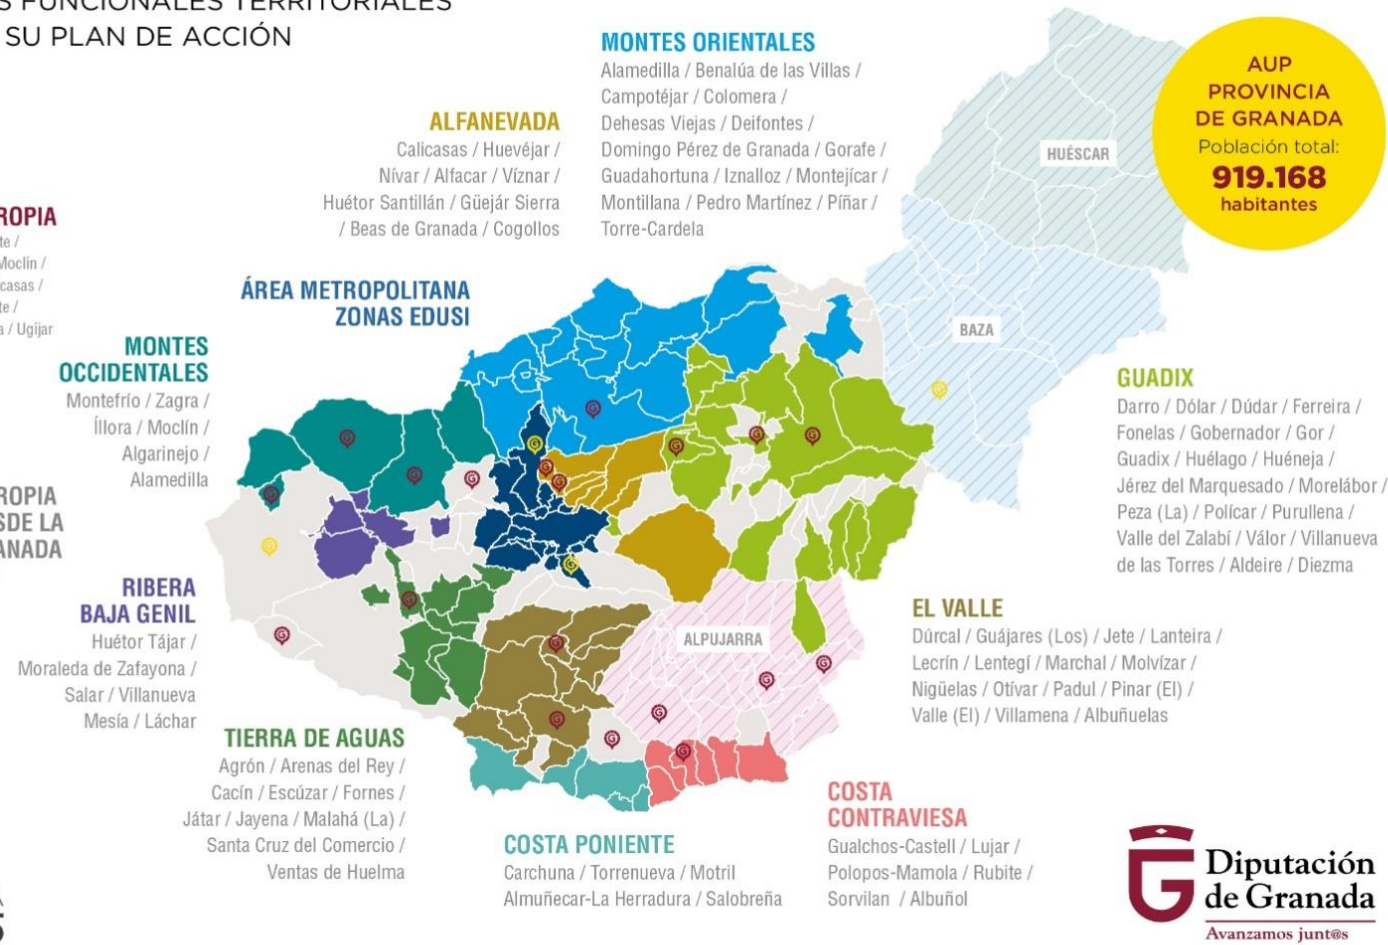 S FUNCIONALES TERRITORIALES
SU PLAN DE ACCIÓN
ROPIA
te /
Moclín /
casas /
te /
a / Ugíjar
ROPIA
SDE LA
ANADA
MONTES ORIENTALES
Alamedilla / Benalúa de las Villas /
Campotéjar / Colomera /
Dehesas Viejas / Deifontes /
Domingo Pérez de Granada / Gorafe /
Guadahortuna / Iznalloz / Montejícar /
Montillana / Pedro Martínez / Píñar /
Torre-Cardela
ALFANEVADA
Calicasas / Huevéjar /
Nívar / Alfacar / Víznar /
Huétor Santillán / Güejár Sierra
/ Beas de Granada / Cogollos
AUP
PROVINCIA
DE GRANADA
Población total:
919.168
habitantes
HUÉSCAR
BAZA
ALPUJARRA
ÁREA METROPOLITANA
ZONAS EDUSI
MONTES
OCCIDENTALES
Montefrío / Zagra /
Íllora / Moclín /
Algarinejo /
Alamedilla
GUADIX
Darro / Dólar / Dúdar / Ferreira /
Fonelas / Gobernador / Gor /
Guadix / Huélago / Huéneja /
Jérez del Marquesado / Morelábor /
Peza (La) / Polícar / Purullena /
Valle del Zalabí / Válor / Villanueva
de las Torres / Aldeire / Diezma
RIBERA
BAJA GENIL
Huétor Tájar /
Moraleda de Zafayona /
Salar / Villanueva
Mesía / Láchar
EL VALLE
Dúrcal / Guájares (Los) / Jete / Lanteira /
Lecrín / Lentegí / Marchal / Molvízar /
Nigüelas / Otívar / Padul / Pinar (El) /
Valle (El) / Villamena / Albuñuelas
TIERRA DE AGUAS
Agrón / Arenas del Rey /
Cacín / Escúzar / Fornes /
Játar / Jayena / Malahá (La) /
Santa Cruz del Comercio /
Ventas de Huelma
COSTA PONIENTE
Carchuna / Torrenueva / Motril
Almuñecar-La Herradura / Salobreña
COSTA
CONTRAVIESA
Gualchos-Castell / Lujar /
Polopos-Mamola / Rubite /
Sorvilan / Albuñol
Diputación
de Granada
Avanzamos junt@s